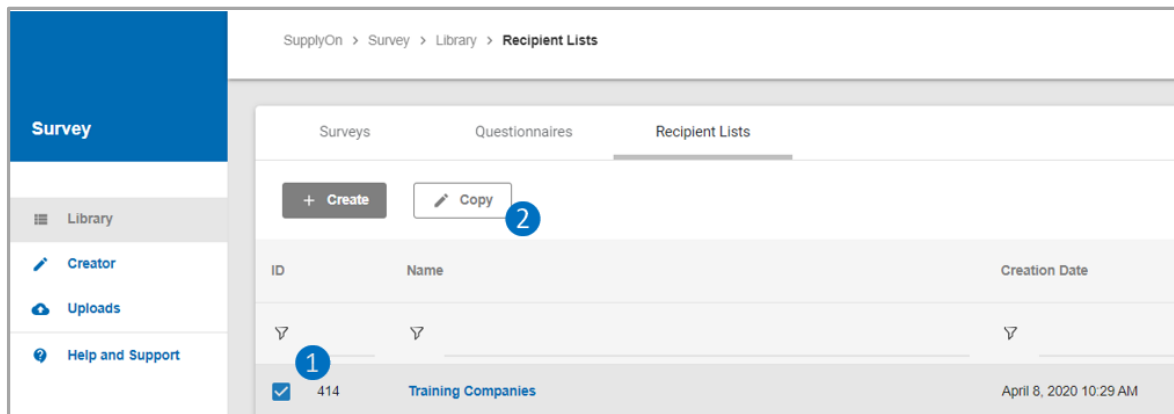 SupplyOn > Survey > Library > Recipient Lists
Survey
Surveys Questionnaires Recipient Lists
+ Create Copy
2
Library
Creator
Uploads
Help and Support
ID Name Creation Date
1
414 Training Companies April 8, 2020 10:29 AM